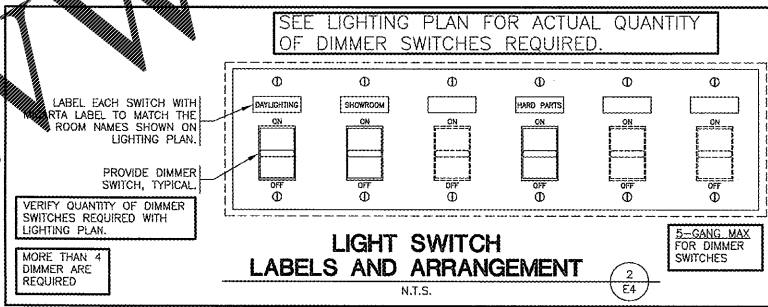 SEE LIGHTING PLAN FOR ACTUAL QUANTITY
OF DIMMER SWITCHES REQUIRED.
LABEL EACH SWITCH WITH
LABEL TO MATCH THE
ROOM NAMES SHOWN ON
LIGHTING PLAN.
DAYLIGHTING
SHOWROOM
HARD PARTS
ON
ON
ON
ON
ON
ON
PROVIDE DIMMER
SWITCH, TYPICAL.
OFF
OFF
OFF
OFF
OFF
OFF
VERIFY QUANTITY OF DIMMER
SWITCHES REQUIRED WITH
LIGHTING PLAN.
MORE THAN 4
DIMMER ARE
REQUIRED
LIGHT SWITCH
LABELS AND ARRANGEMENT
N.T.S.
2
E4
5-GANG MAX
FOR DIMMER
SWITCHES